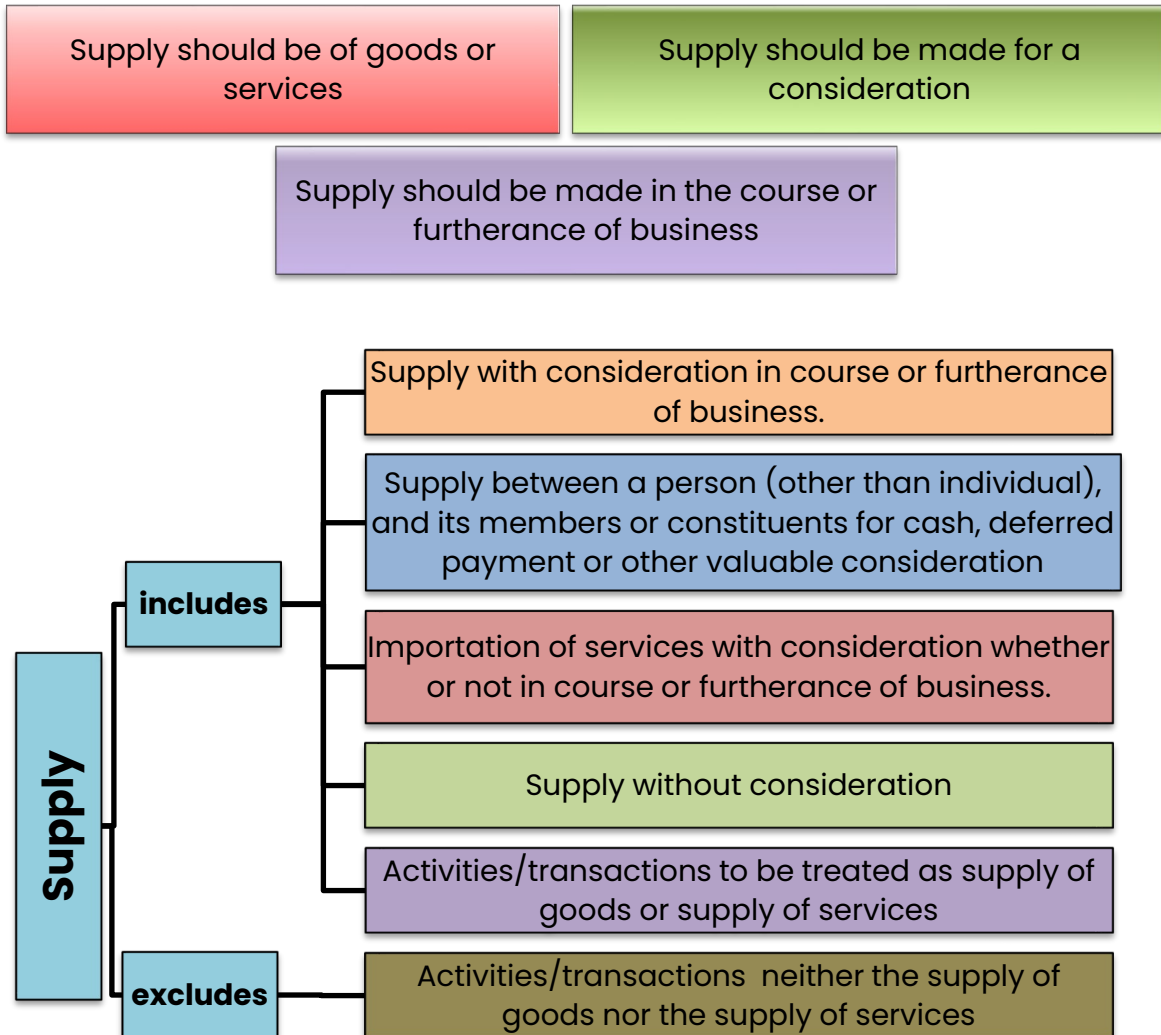 Supply should be of goods or
services
Supply should be made for a
consideration
Supply should be made in the course or
furtherance of business
Supply with consideration in course or furtherance
of business.
Supply between a person (other than individual),
and its members or constituents for cash, deferred
payment or other valuable consideration
includes
Importation of services with consideration whether
or not in course or furtherance of business.
Supply
Supply without consideration
Activities/transactions to be treated as supply of
goods or supply of services
excludes
Activities/transactions neither the supply of
goods nor the supply of services